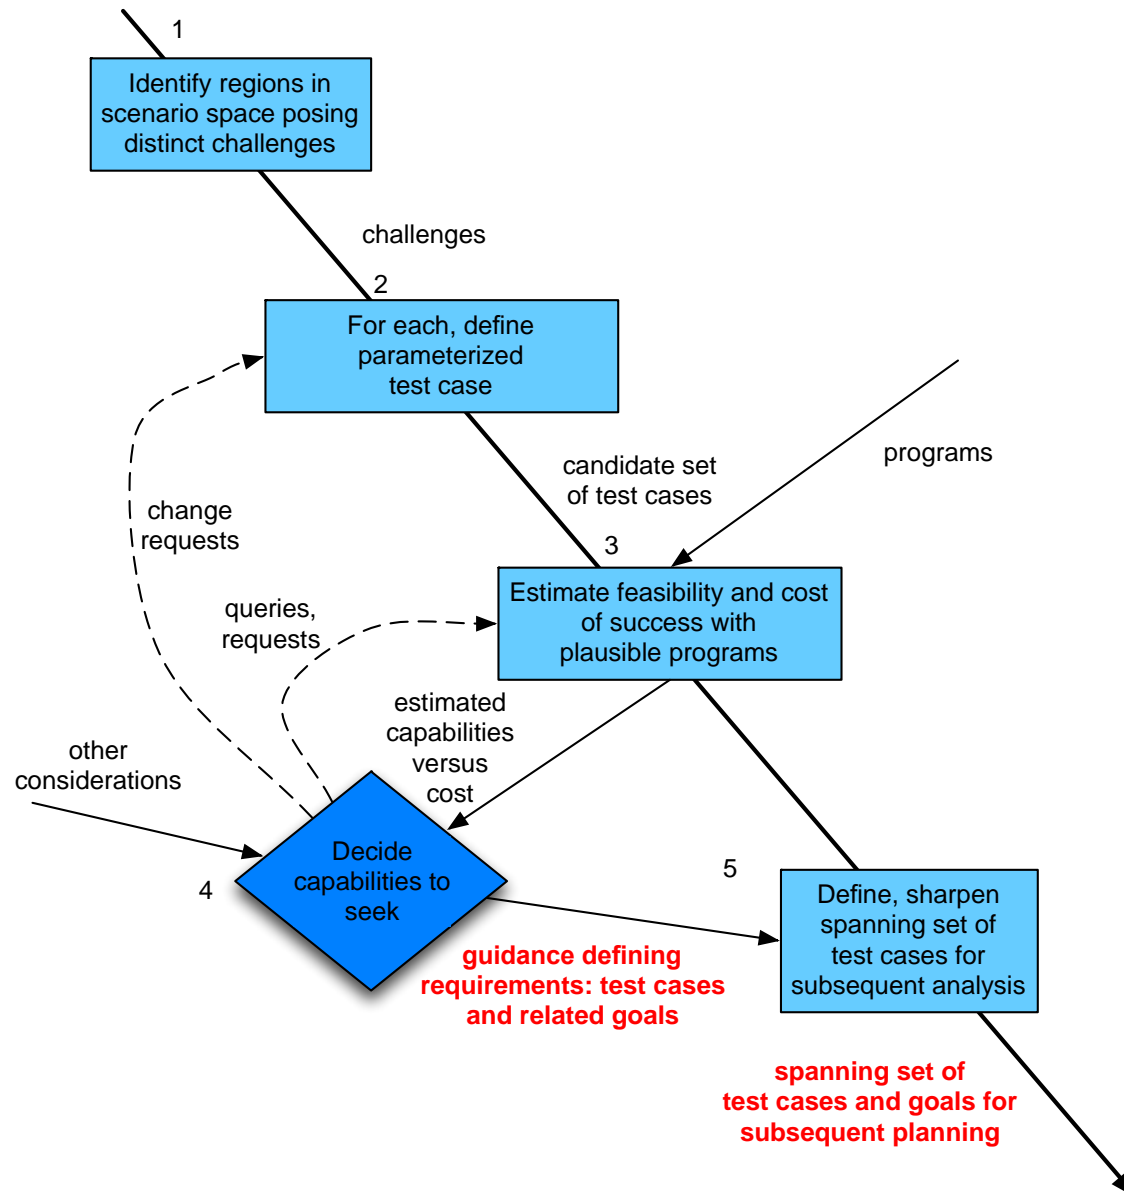 1
Identify regions in
scenario space posing
distinct challenges
challenges
2
For each, define
parameterized
test case
programs
candidate set
of test cases
change
requests
3
Estimate feasibility and cost
of success with
plausible programs
queries,
requests
estimated
capabilities
versus
cost
other
considerations
4
Decide
capabilities to
seek
5
Define, sharpen
spanning set of
test cases for
subsequent analysis
guidance defining
requirements: test cases
and related goals
spanning set of
test cases and goals for
subsequent planning